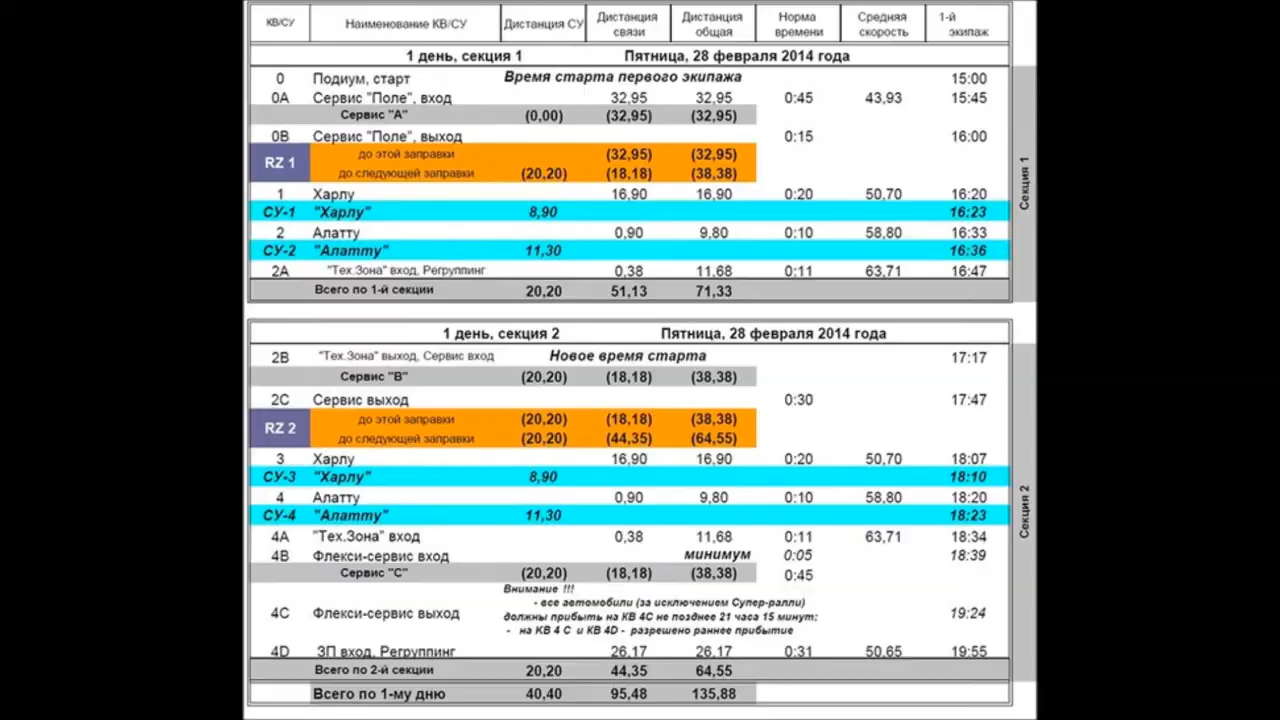 КВ/СУ Наименование КВ/СУ Дистанция СУ Дистанция связи Дистанция общая Норма времени Средняя скорость 1-й экипаж
1 день, секция 1 Пятница, 28 февраля 2014 года
0 Подиум, старт Время старта первого экипажа 15:00
0A Сервис "Поле", вход 32,95 32,95 0:45 43,93 15:45
Сервис "A" (0,00) (32,95) (32,95)
0B Сервис "Поле", выход 0:15 16:00
RZ 1 до этой заправки (32,95) (32,95)
до следующей заправки (20,20) (18,18) (38,38)
1 Харлу 16,90 16,90 0:20 50,70 16:20
СУ-1 "Харлу" 8,90 16:23
2 Алатту 0,90 9,80 0:10 58,80 16:33
СУ-2 "Алатту" 11,30 16:36
2A "Тех.Зона" вход, Регруппинг 0,38 11,68 0:11 63,71 16:47
Всего по 1-й секции 20,20 51,13 71,33
Секция 1
1 день, секция 2 Пятница, 28 февраля 2014 года
2B "Тех.Зона" выход, Сервис вход Новое время старта 17:17
Сервис "B" (20,20) (18,18) (38,38)
2C Сервис выход 0:30 17:47
RZ 2 до этой заправки (20,20) (18,18) (38,38)
до следующей заправки (20,20) (44,35) (64,55)
3 Харлу 16,90 16,90 0:20 50,70 18:07
СУ-3 "Харлу" 8,90 18:10
4 Алатту 0,90 9,80 0:10 58,80 18:20
СУ-4 "Алатту" 11,30 18:23
4A "Тех.Зона" вход 0,38 11,68 0:11 63,71 18:34
4B Флекси-сервис вход минимум 0:05 18:39
Сервис "C" (20,20) (18,18) (38,38) 0:45
Внимание !!!
- все автомобили (за исключением Супер-ралли)
4C Флекси-сервис выход должны прибыть на КВ 4C не позднее 21 часа 15 минут; 19:24
- на КВ 4 C и КВ 4D - разрешено раннее прибытие
4D ЗП вход, Регруппинг 26,17 26,17 0:31 50,65 19:55
Всего по 2-й секции 20,20 44,35 64,55
Секция 2
Всего по 1-му дню 40,40 95,48 135,88